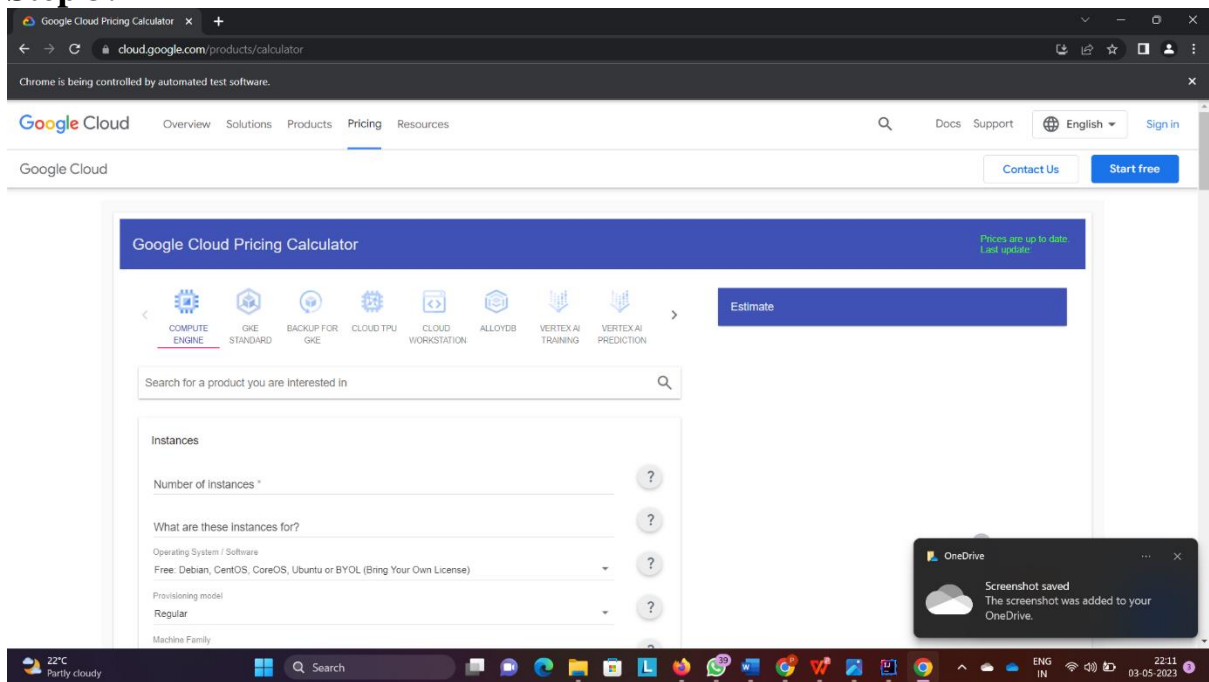 Google Cloud Pricing Calculator
cloud.google.com/products/calculator
Chrome is being controlled by automated test software.
Google Cloud Overview Solutions Products Pricing Resources Docs Support English Sign in
Google Cloud Contact Us Start free
Google Cloud Pricing Calculator
Prices are up to date.
Last update:
COMPUTE ENGINE
GKE STANDARD
BACKUP FOR GKE
CLOUD TPU
CLOUD WORKSTATION
ALLOYDB
VERTEX AI TRAINING
VERTEX AI PREDICTION
Estimate
Search for a product you are interested in
Instances
Number of instances *
?
What are these instances for?
?
Operating System / Software
Free: Debian, CentOS, CoreOS, Ubuntu or BYOL (Bring Your Own License)
?
Provisioning model
Regular
?
Machine Family
OneDrive
Screenshot saved
The screenshot was added to your
OneDrive.
22°C
Partly cloudy
Search
39
ENG
IN
22:11
03-05-2023
3